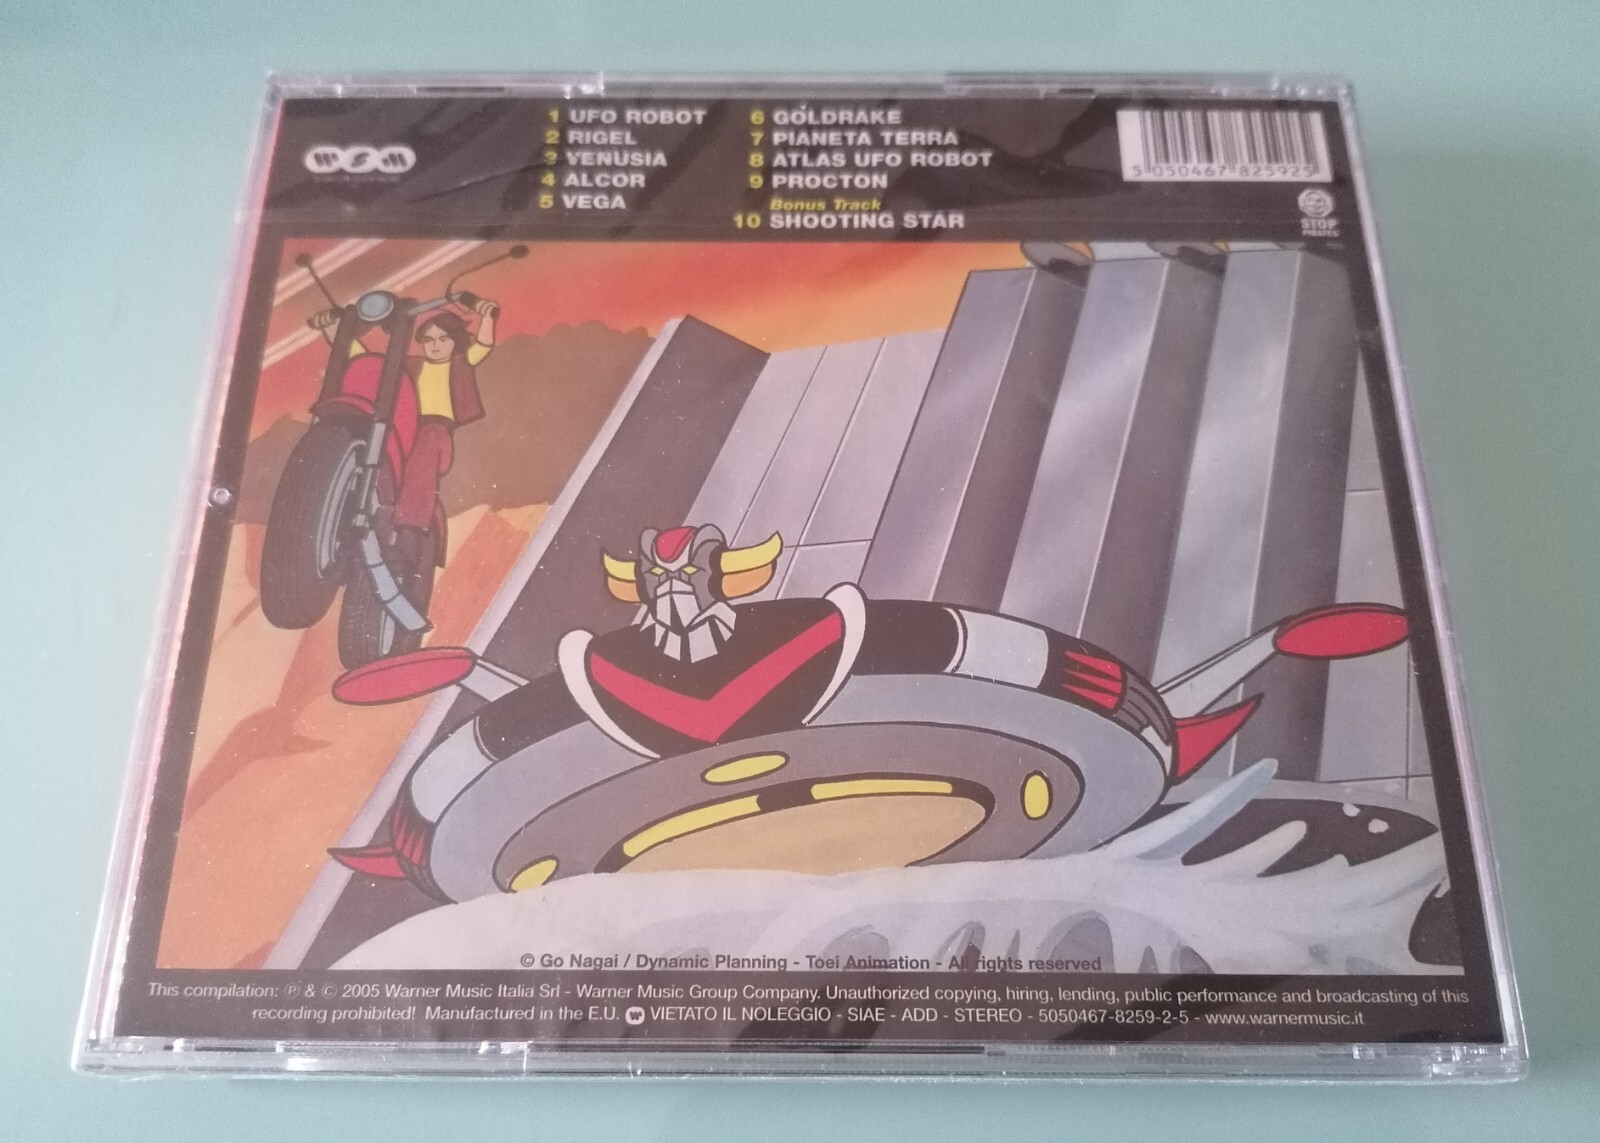 WSM
1 UFO ROBOT
2 RIGEL
3 VENUSIA
4 ALCOR
5 VEGA
6 GOLDRAKE
7 PIANETA TERRA
8 ATLAS UFO ROBOT
9 PROCTON
Bonus Track
10 SHOOTING STAR
5 050467 825925
STOP
PIRATES
© Go Nagai / Dynamic Planning - Toei Animation - All rights reserved
This compilation: ℗ & © 2005 Warner Music Italia Srl - Warner Music Group Company. Unauthorized copying, hiring, lending, public performance and broadcasting of this
recording prohibited! Manufactured in the E.U. VIETATO IL NOLEGGIO - SIAE - ADD - STEREO - 5050467-8259-2-5 - www.warnermusic.it